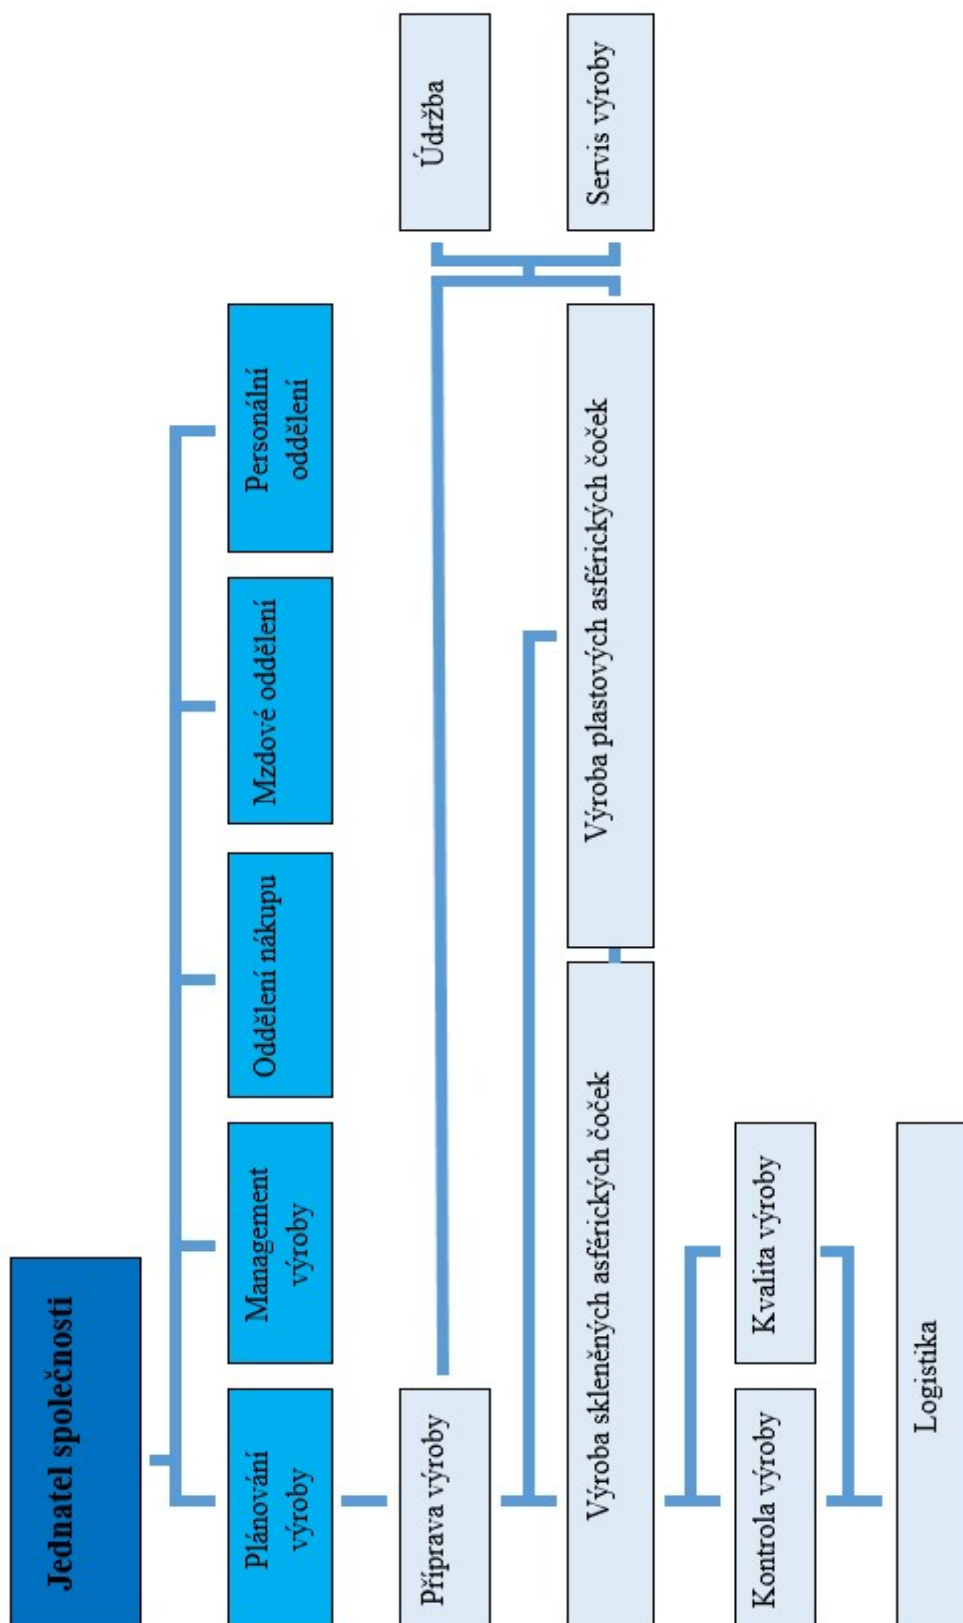 Jednatel společnosti
Plánování
výroby
Management
výroby
Oddělení nákupu
Mzdové oddělení
Personální
oddělení
Příprava výroby
Údržba
Výroba skleněných asférických čoček
Výroba plastových asférických čoček
Servis výroby
Kontrola výroby
Kvalita výroby
Logistika